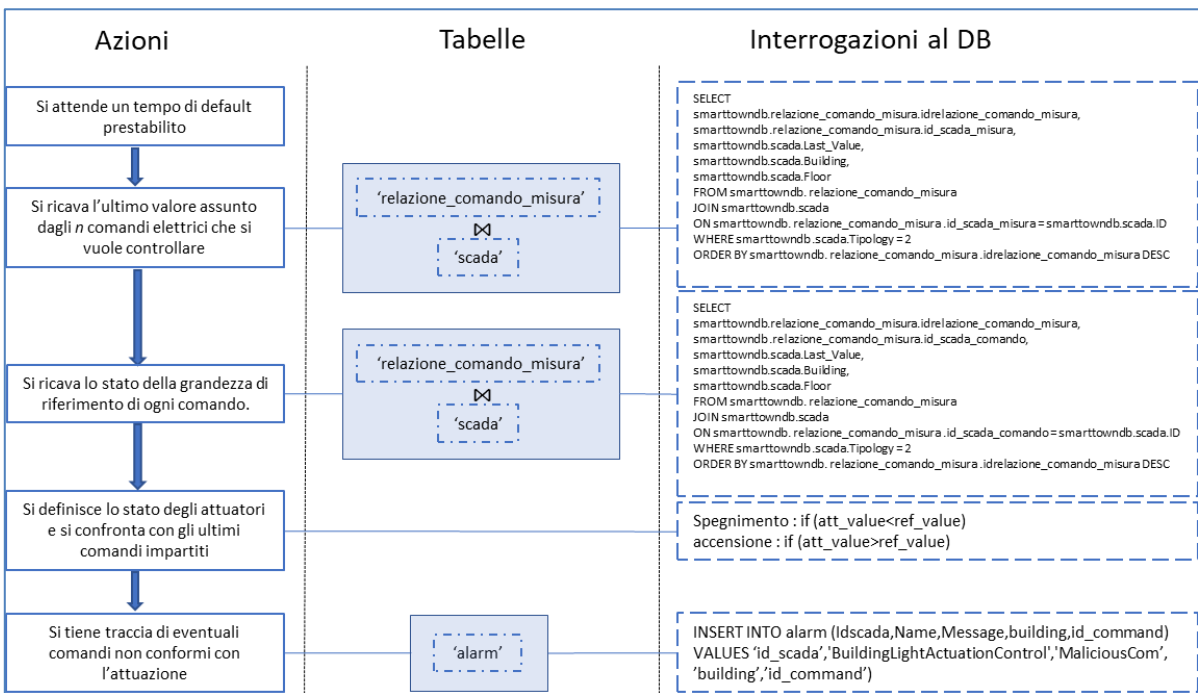 Azioni
Tabelle
Interrogazioni al DB
Si attende un tempo di default
prestabilito
Si ricava l'ultimo valore assunto
dagli n comandi elettrici che si
vuole controllare
'relazione_comando_misura'
⋈
'scada'
SELECT
smarttowndb.relazione_comando_misura.idrelazione_comando_misura,
smarttowndb.relazione_comando_misura.id_scada_misura,
smarttowndb.scada.Last_Value,
smarttowndb.scada.Building,
smarttowndb.scada.Floor
FROM smarttowndb. relazione_comando_misura
JOIN smarttowndb.scada
ON smarttowndb. relazione_comando_misura .id_scada_misura = smarttowndb.scada.ID
WHERE smarttowndb .scada.Tipology = 2
ORDER BY smarttowndb. relazione_comando_misura .idrelazione_comando_misura DESC
Si ricava lo stato della grandezza di
riferimento di ogni comando.
'relazione_comando_misura'
⋈
'scada'
SELECT
smarttowndb.relazione_comando_misura.idrelazione_comando_misura,
smarttowndb.relazione_comando_misura.id_scada_comando,
smarttowndb.scada.Last_Value,
smarttowndb.scada.Building,
smarttowndb.scada.Floor
FROM smarttowndb. relazione_comando_misura
JOIN smarttowndb.scada
ON smarttowndb. relazione_comando_misura .id_scada_comando = smarttowndb.scada.ID
WHERE smarttowndb.scada.Tipology = 2
ORDER BY smarttowndb. relazione_comando_misura .idrelazione_comando_misura DESC
Si definisce lo stato degli attuatori
e si confronta con gli ultimi
comandi impartiti
Spegnimento : if (att_value<ref_value)
accensione : if (att_value>ref_value)
Si tiene traccia di eventuali
comandi non conformi con
l'attuazione
'alarm'
INSERT INTO alarm (Idscada,Name,Message,building,id_command)
VALUES 'id_scada','BuildingLightActuationControl','MaliciousCom',
'building','id_command')